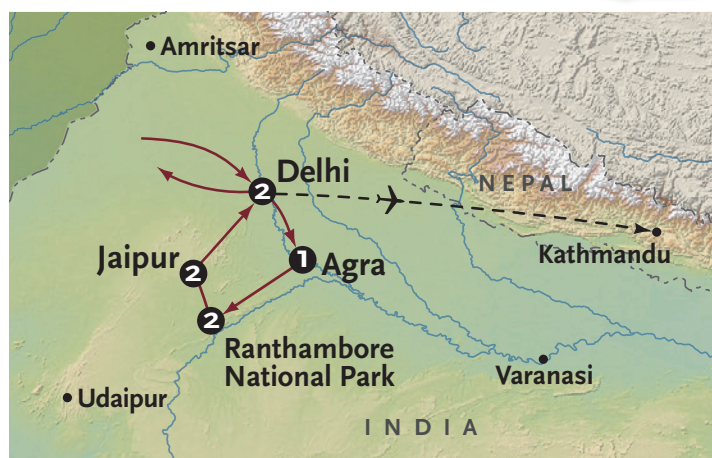 Amritsar
Delhi
2
NEPAL
Kathmandu
Jaipur
2
1
Agra
2
Ranthambore
National Park
Varanasi
Udaipur
INDIA